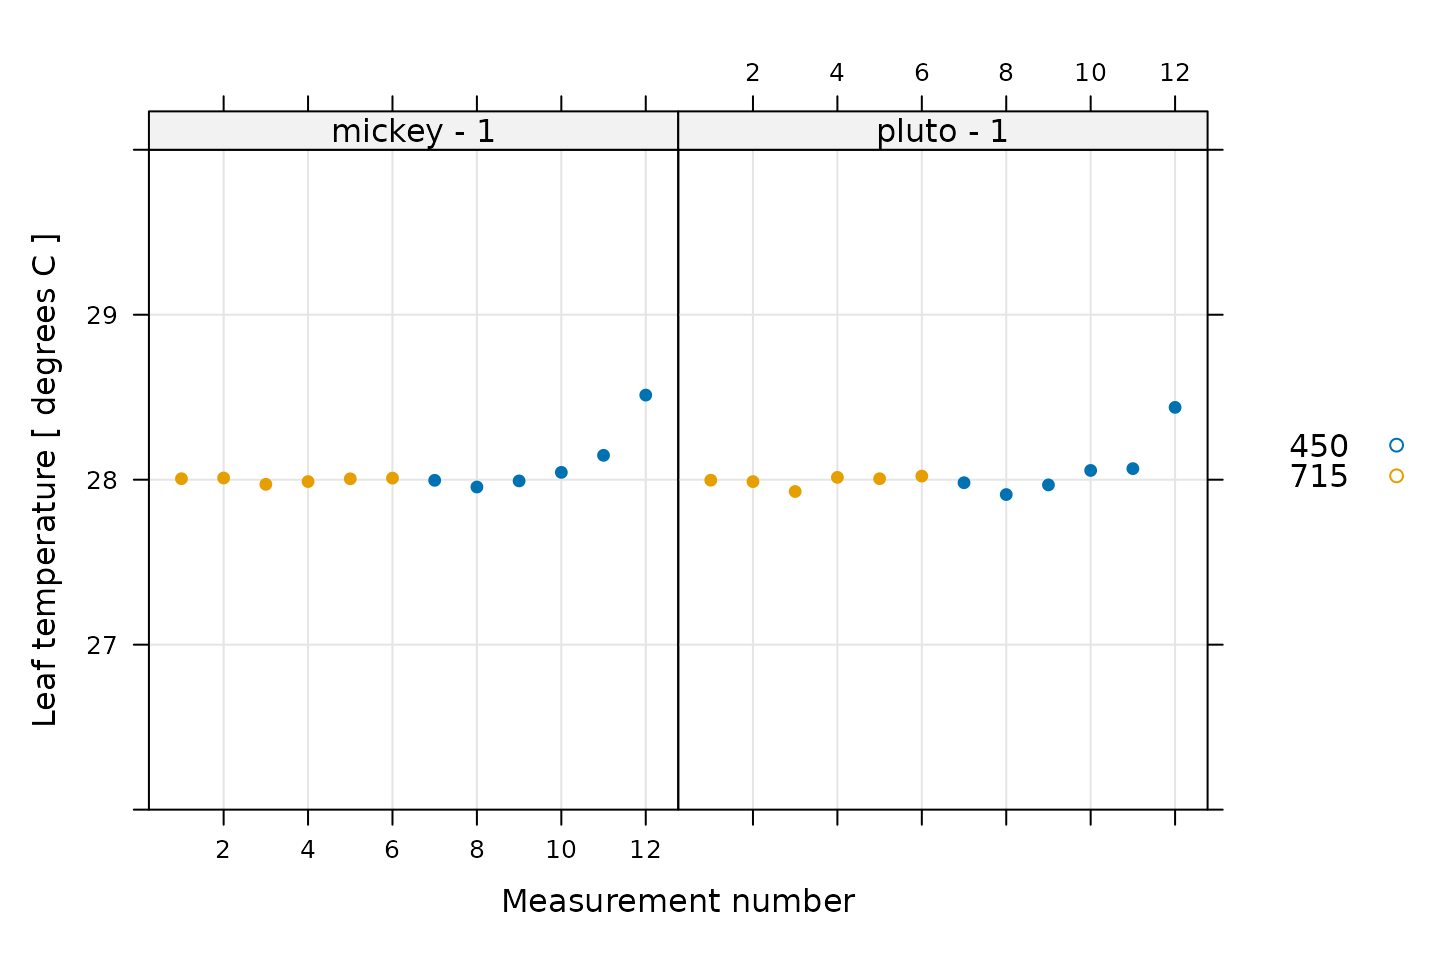 2 4 6 8 10 12
mickey - 1 pluto - 1
Leaf temperature [ degrees C ]
29
28
27
450
715
2 4 6 8 10 12
Measurement number